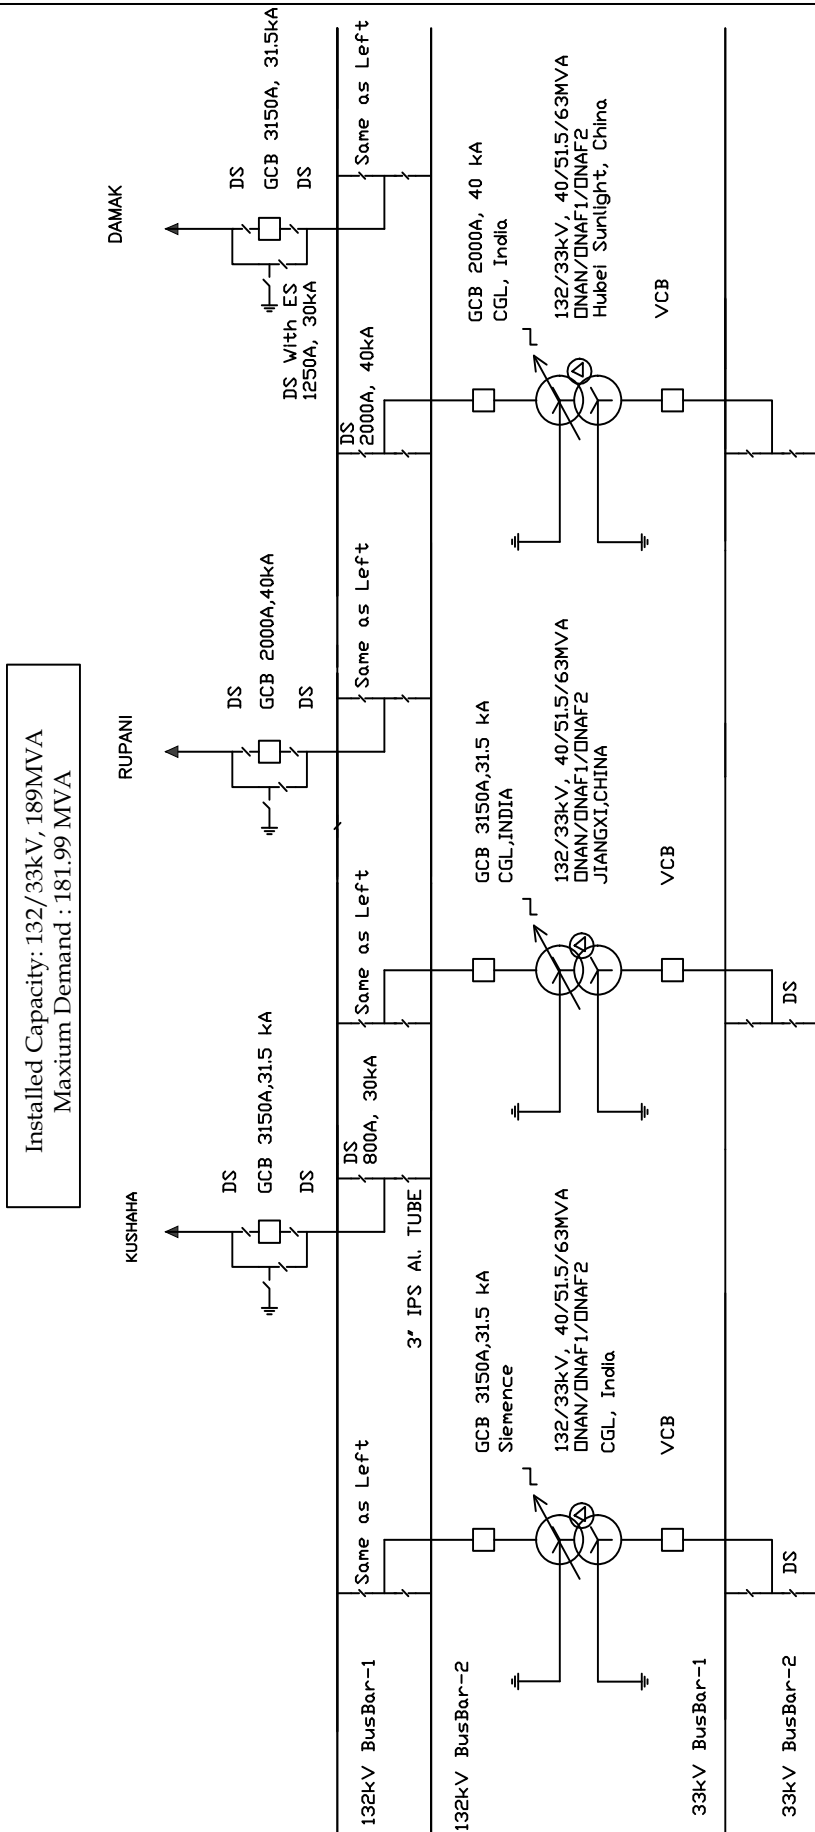 Installed Capacity: 132/33kV, 189MVA
Maxium Demand : 181.99 MVA
KUSHAHA
RUPANI
DAMAK
DS
GCB 3150A,31.5 kA
DS
DS
GCB 2000A,40kA
DS
DS
GCB 3150A, 31.5kA
DS
DS With ES
1250A, 30kA
132kV BusBar-1
Same as Left
DS
800A, 30kA
Same as Left
Same as Left
DS
2000A, 40kA
Same as Left
3" IPS Al. TUBE
132kV BusBar-2
GCB 3150A,31.5 kA
Siemence
GCB 3150A,31.5 kA
CGL,INDIA
GCB 2000A, 40 kA
CGL, India
132/33kV, 40/51.5/63MVA
ONAN/ONAF1/ONAF2
CGL, India
132/33kV, 40/51.5/63MVA
ONAN/ONAF1/ONAF2
JIANGXI,CHINA
132/33kV, 40/51.5/63MVA
ONAN/ONAF1/ONAF2
Hubei Sunlight, China
VCB
VCB
VCB
33kV BusBar-1
DS
DS
33kV BusBar-2